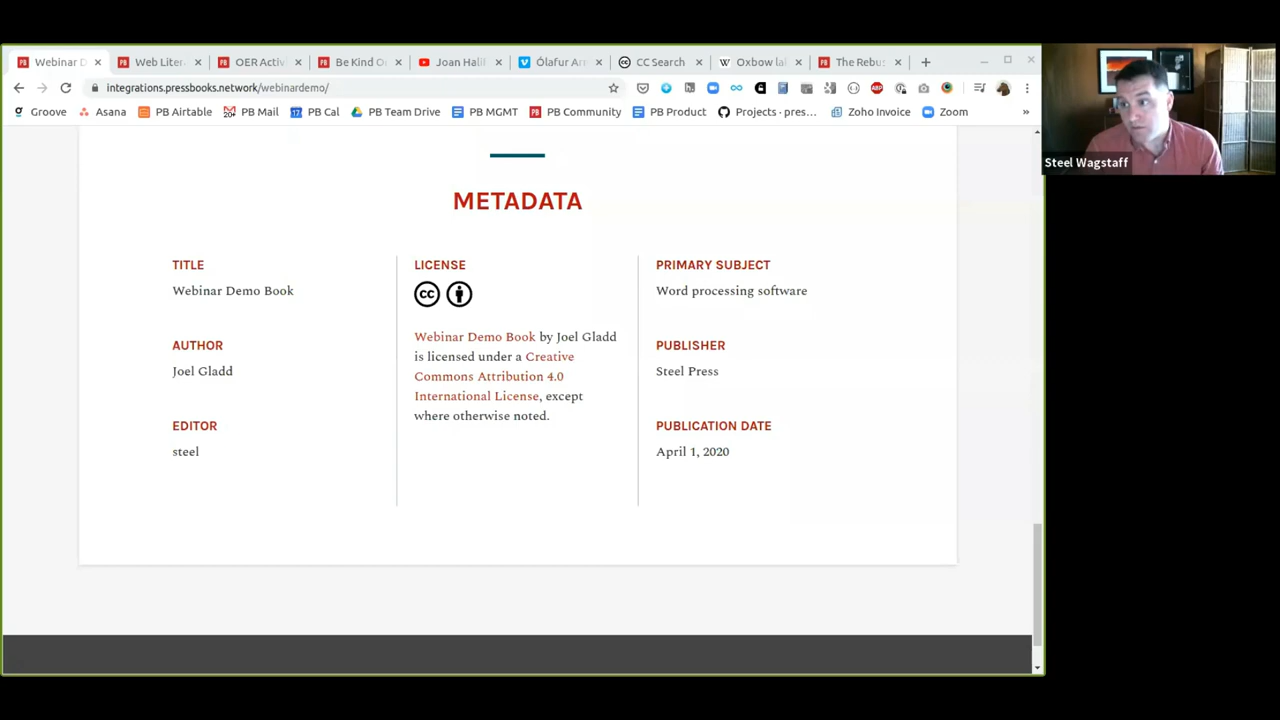 Webinar D
Web Liter
OER Activ
Be Kind O
Joan Hali
Ólafur Arn
CC Search
Oxbow lal
The Rebus
integrations.pressbooks.network/webinardemo/
Groove
Asana
PB Airtable
PB Mail
PB Cal
PB Team Drive
PB MGMT
PB Community
PB Product
Projects · pres…
Zoho Invoice
Zoom
»
Steel Wagstaff
METADATA
TITLE
Webinar Demo Book
AUTHOR
Joel Gladd
EDITOR
steel
LICENSE
Webinar Demo Book by Joel Gladd
is licensed under a Creative
Commons Attribution 4.0
International License, except
where otherwise noted.
PRIMARY SUBJECT
Word processing software
PUBLISHER
Steel Press
PUBLICATION DATE
April 1, 2020